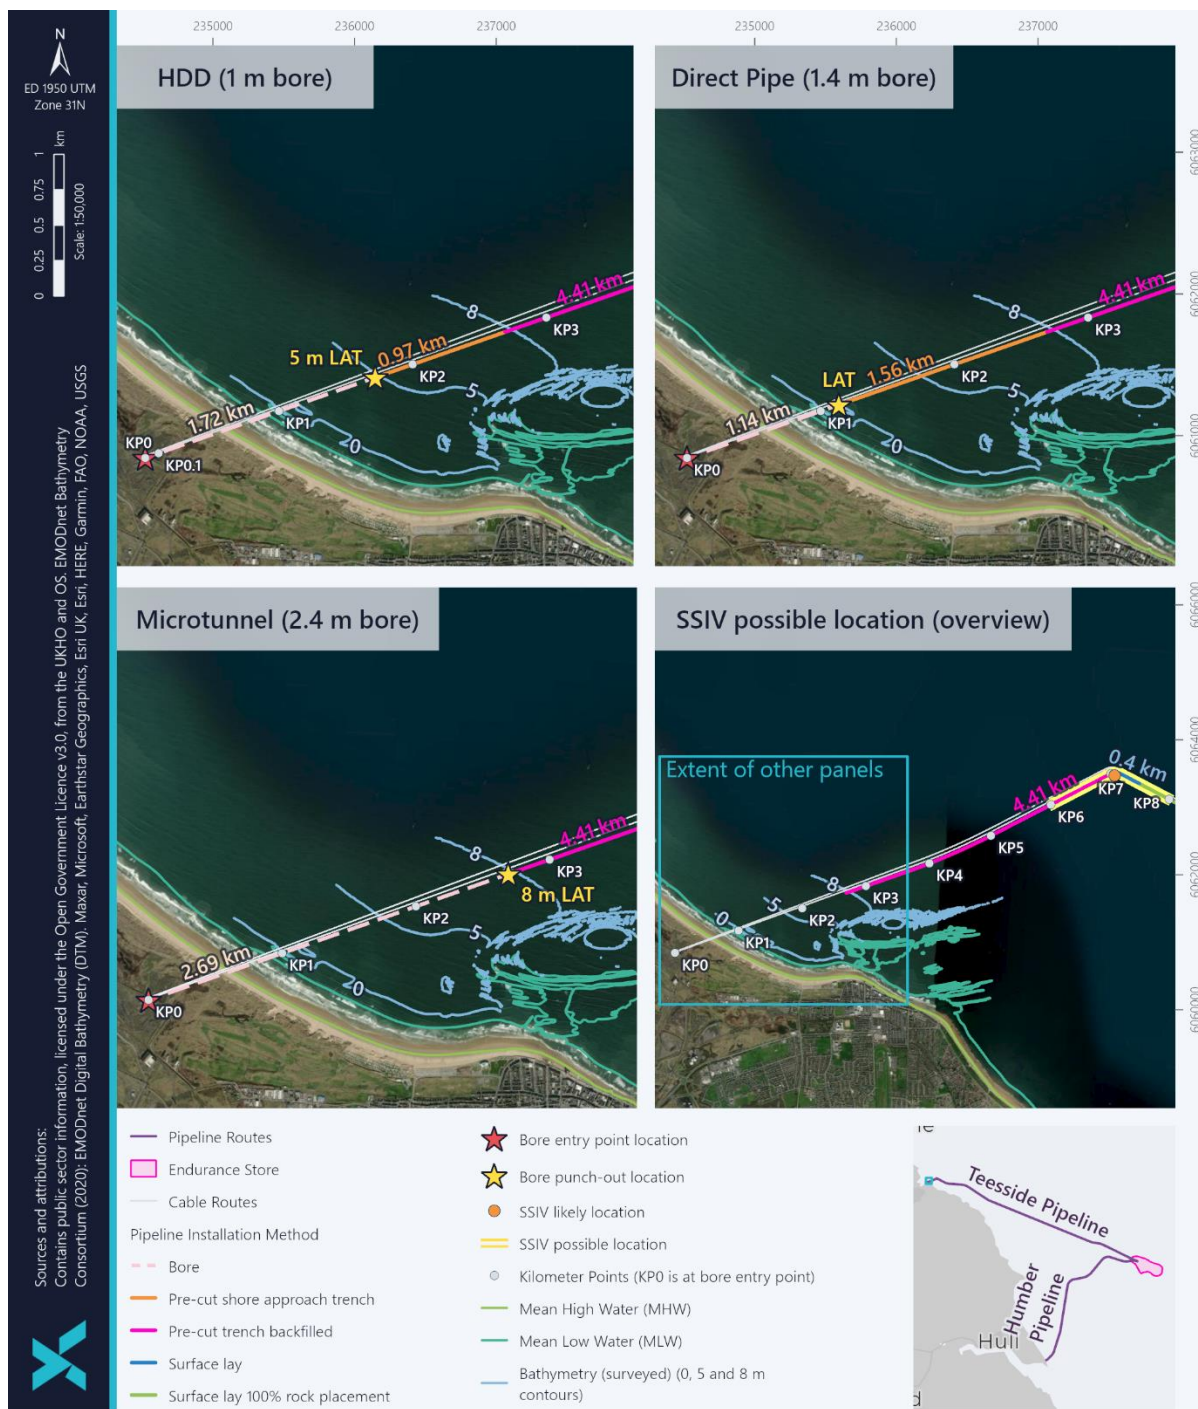 N
ED 1950 UTM
Zone 31N
0 0.25 0.5 0.75 1 km
Scale: 1:50,000
Sources and attributions:
Contains public sector information, licensed under the Open Government Licence v3.0, from the UKHO and OS. EMODnet Bathymetry
Consortium (2020): EMODnet Digital Bathymetry (DTM). Maxar, Microsoft, Earthstar Geographics, Esri UK, Esri, HERE, Garmin, FAO, NOAA, USGS
235000 236000 237000
235000 236000 237000
HDD (1 m bore)
4.41 km
8
KP3
0.97 km
5 m LAT
KP2
5
1.72 km
KP1
0
KP0
KP0.1
Direct Pipe (1.4 m bore)
6063000
6062000
6061000
4.41 km
8
KP3
1.56 km
LAT
KP2
5
1.14 km
KP1
0
KP0
Microtunnel (2.4 m bore)
4.41 km
8
KP3
8 m LAT
KP2
5
2.69 km
KP1
0
KP0
SSIV possible location (overview)
6066000
6064000
6062000
6060000
Extent of other panels
0.4 km
4.41 km
KP7
KP8
KP6
KP5
KP4
8
KP3
5
KP2
0
KP1
KP0
Pipeline Routes
Endurance Store
Cable Routes
Pipeline Installation Method
Bore
Pre-cut shore approach trench
Pre-cut trench backfilled
Surface lay
Surface lay 100% rock placement
Bore entry point location
Bore punch-out location
SSIV likely location
SSIV possible location
Kilometer Points (KP0 is at bore entry point)
Mean High Water (MHW)
Mean Low Water (MLW)
Bathymetry (surveyed) (0, 5 and 8 m
contours)
Teesside Pipeline
Humber
Pipeline